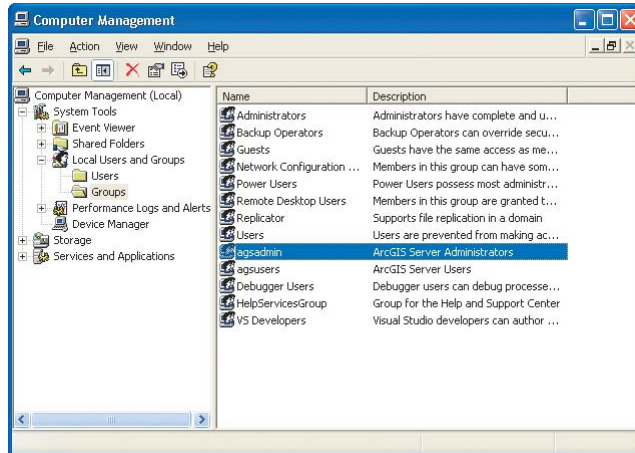 Computer Management
File Action View Window Help
Computer Management (Local)
System Tools
Event Viewer
Shared Folders
Local Users and Groups
Users
Groups
Performance Logs and Alerts
Device Manager
Storage
Services and Applications
Name Description
Administrators Administrators have complete and u...
Backup Operators Backup Operators can override secu...
Guests Guests have the same access as me...
Network Configuration ... Members in this group can have som...
Power Users Power Users possess most administr...
Remote Desktop Users Members in this group are granted t...
Replicator Supports file replication in a domain
Users Users are prevented from making ac...
agsadmin ArcGIS Server Administrators
agsusers ArcGIS Server Users
Debugger Users Debugger users can debug processe...
HelpServicesGroup Group for the Help and Support Center
VS Developers Visual Studio developers can author ...